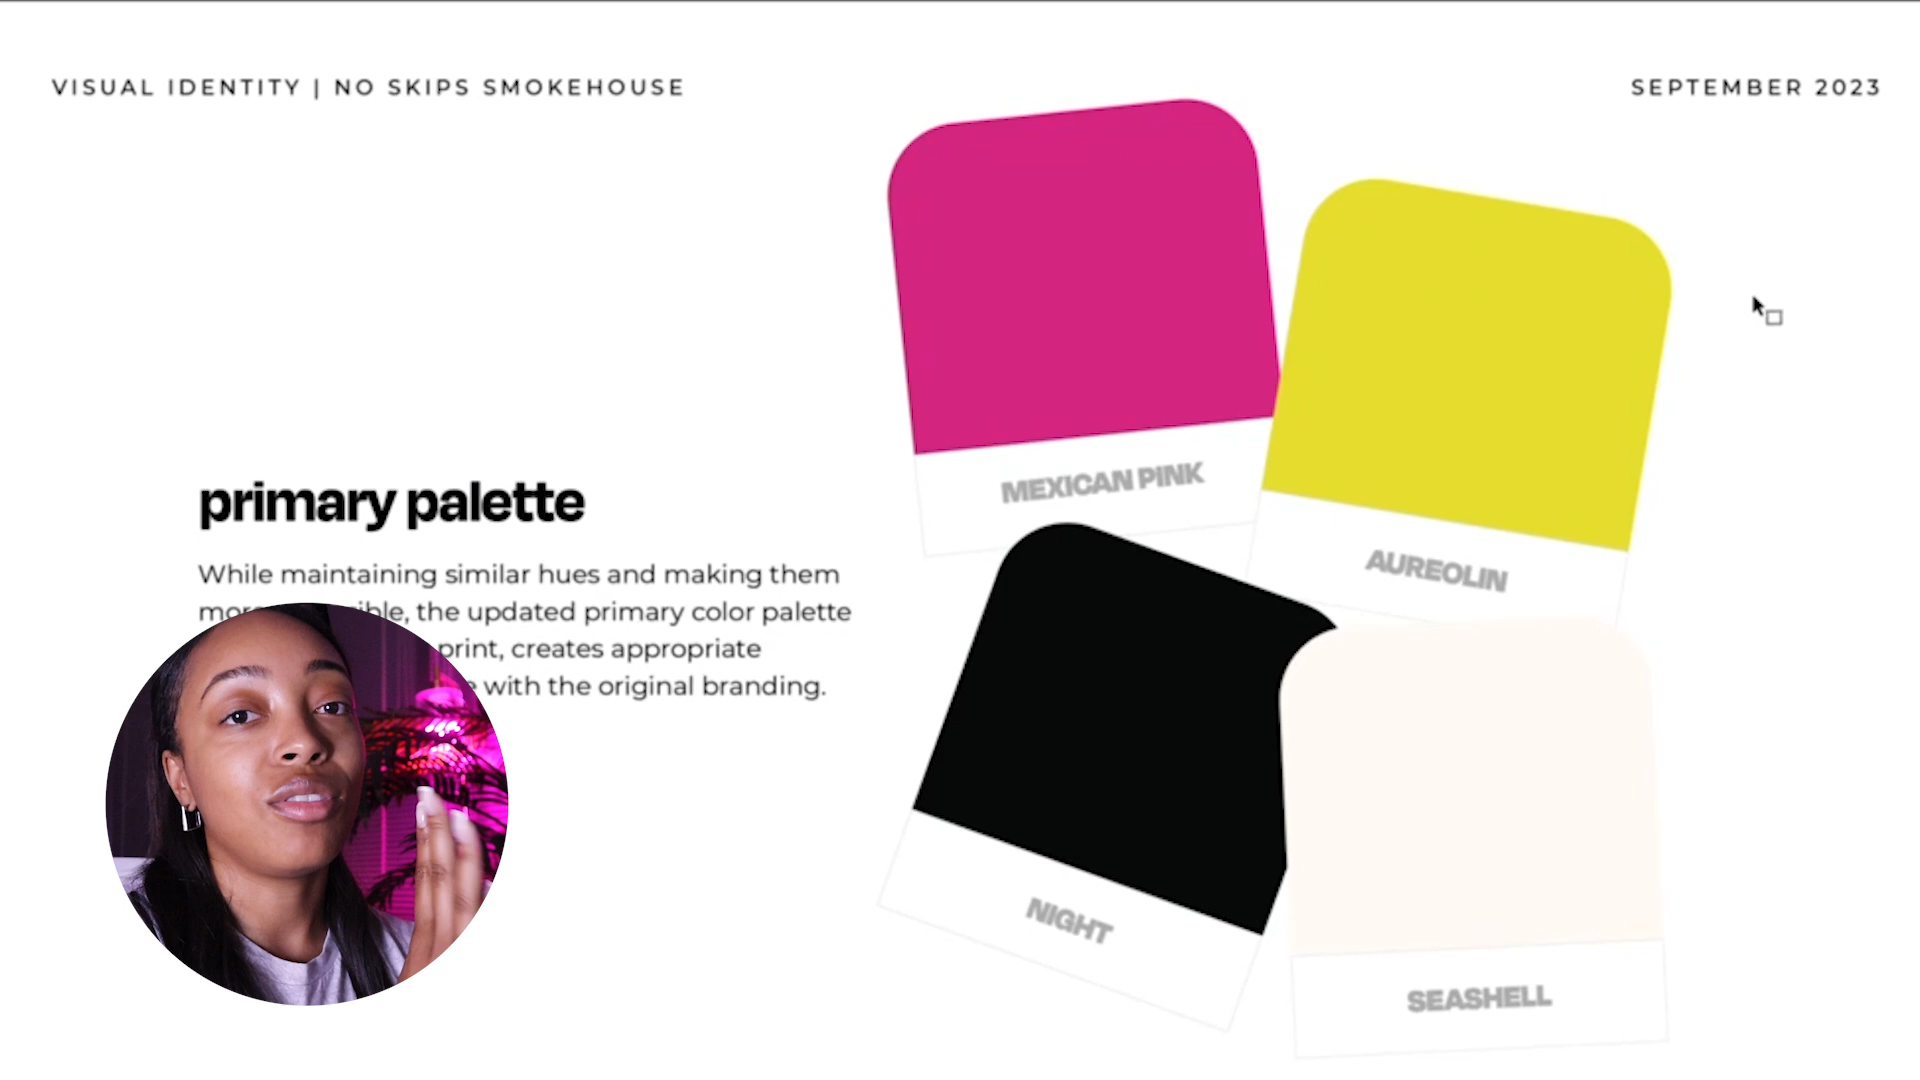 VISUAL IDENTITY | NO SKIPS SMOKEHOUSE
SEPTEMBER 2023
primary palette
While maintaining similar hues and making them
the updated primary color palette
print, creates appropriate
with the original branding.
MEXICAN PINK
AUREOLIN
NIGHT
SEASHELL